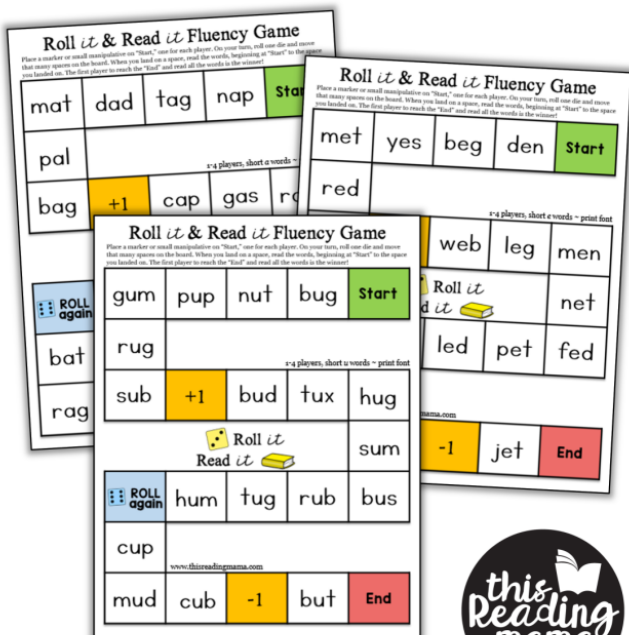 Roll it & Read it Fluency Game
Place a marker or small manipulative on "Start," one for each player. On your turn, roll one die and move
that many spaces on the board. When you land on a space, read the words, beginning at "Start" to the space
you landed on. The first player to reach the "End" and read all the words is the winner!
mat dad tag nap
pal
1-4 players, short a words ~
bag +1 cap gas
ROLL
again
bat
rag
Roll it & Read it Fluency Game
Place a marker or small manipulative on "Start," one for each player. On your turn, roll one die and move
that many spaces on the board. When you land on a space, read the words, beginning at "Start" to the space
you landed on. The first player to reach the "End" and read all the words is the winner!
met yes beg den Start
red
1-4 players, short e words ~ print font
web leg men
Roll it
it
net
led pet fed
-1 jet End
Roll it & Read it Fluency Game
Place a marker or small manipulative on "Start," one for each player. On your turn, roll one die and move
that many spaces on the board. When you land on a space, read the words, beginning at "Start" to the space
you landed on. The first player to reach the "End" and read all the words is the winner!
gum pup nut bug Start
rug
1-4 players, short u words ~ print font
sub +1 bud tux hug
Roll it
Read it
sum
ROLL
again
hum tug rub bus
cup
www.thisreadingmama.com
mud cub -1 but End
this
Reading
mama